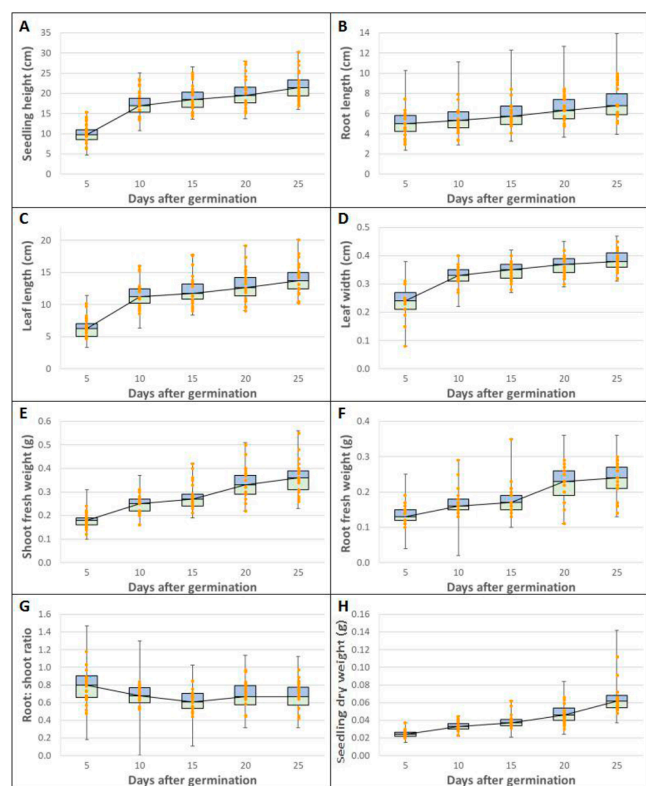 A
B
Seedling height (cm)
35
30
25
20
15
10
5
0
5 10 15 20 25
Days after germination
Root length (cm)
14
12
10
8
6
4
2
0
5 10 15 20 25
Days after germination
C
D
Leaf length (cm)
20
15
10
5
0
5 10 15 20 25
Days after germination
Leaf width (cm)
0.5
0.4
0.3
0.2
0.1
0.0
5 10 15 20 25
Days after germination
E
F
Shoot fresh weight (g)
0.6
0.5
0.4
0.3
0.2
0.1
0.0
5 10 15 20 25
Days after germination
Root fresh weight (g)
0.4
0.3
0.2
0.1
0.0
5 10 15 20 25
Days after germination
G
H
Root: shoot ratio
1.6
1.4
1.2
1.0
0.8
0.6
0.4
0.2
0.0
5 10 15 20 25
Days after germination
Seedling dry weight (g)
0.16
0.14
0.12
0.10
0.08
0.06
0.04
0.02
0.00
5 10 15 20 25
Days after germination